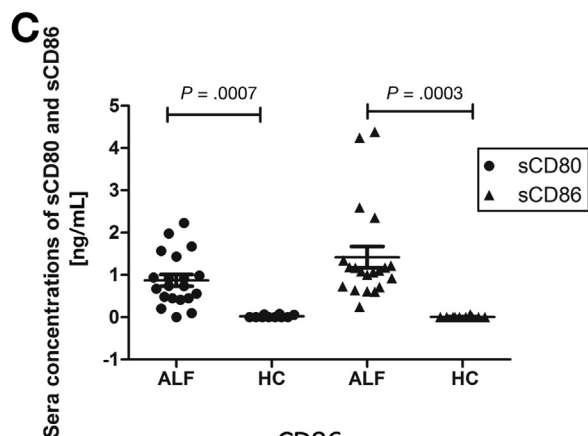 C
Sera concentrations of sCD80 and sCD86
[ng/mL]
P = .0007
P = .0003
5
4
3
2
1
0
-1
sCD80
sCD86
ALF
HC
ALF
HC